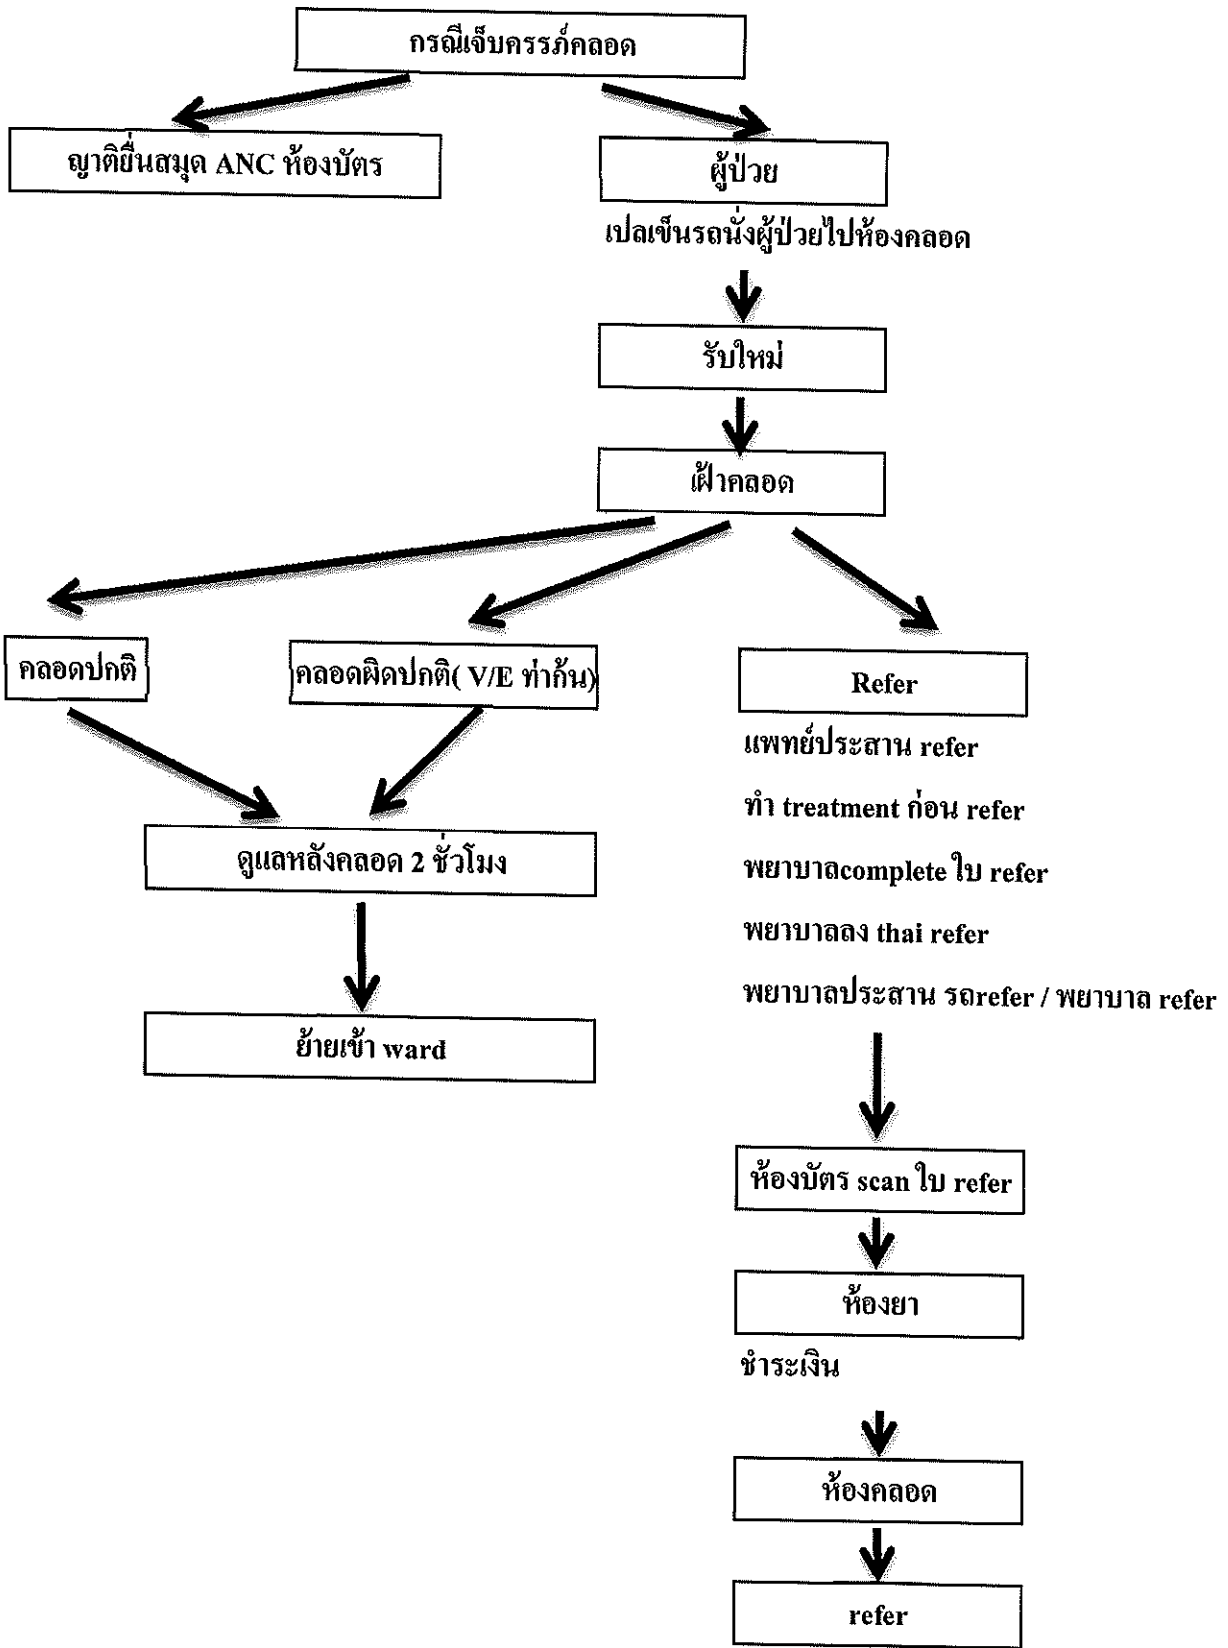 กรณีเจ็บครรภ์คลอด
ญาติยื่นสมุด ANC ห้องบัตร
ผู้ป่วย
เปลเข็นรถนั่งผู้ป่วยไปห้องคลอด
รับใหม่
เฝ้าคลอด
คลอดปกติ
คลอดผิดปกติ( V/E ท่าก้น)
Refer
แพทย์ประสาน refer
ทำ treatment ก่อน refer
พยาบาลcomplete ใบ refer
พยาบาลลง thai refer
พยาบาลประสาน รถrefer / พยาบาล refer
ดูแลหลังคลอด 2 ชั่วโมง
ย้ายเข้า ward
ห้องบัตร scan ใบ refer
ห้องยา
ชำระเงิน
ห้องคลอด
refer